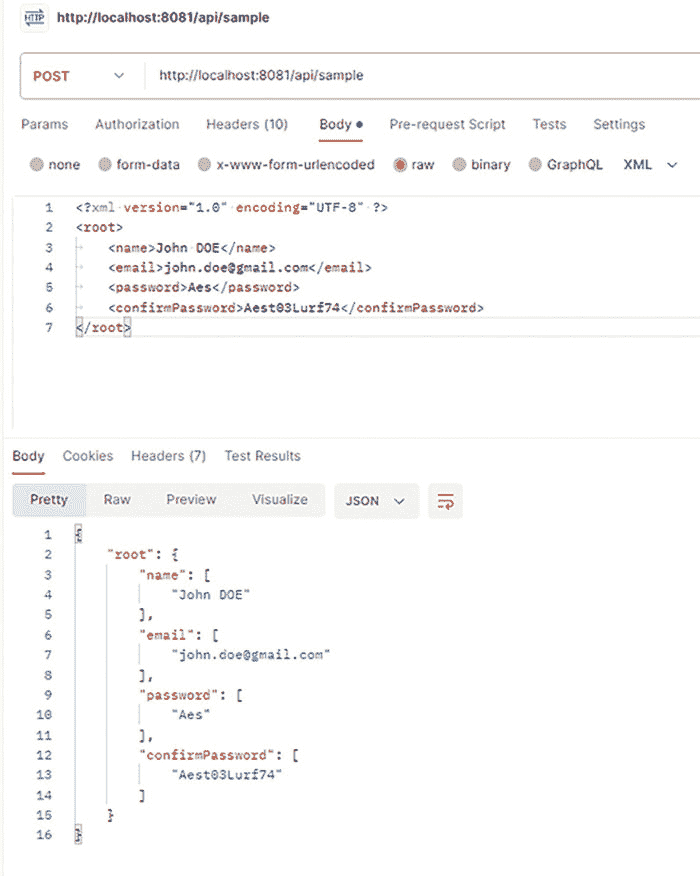 HTTP http://localhost:8081/api/sample
POST http://localhost:8081/api/sample
Params Authorization Headers (10) Body Pre-request Script Tests Settings
none form-data x-www-form-urlencoded raw binary GraphQL XML
1 <?xml version="1.0" encoding="UTF-8" ?>
2 <root>
3 <name>John DOE</name>
4 <email>john.doe@gmail.com</email>
5 <password>Aes</password>
6 <confirmPassword>Aest03Lurf74</confirmPassword>
7 </root>
Body Cookies Headers (7) Test Results
Pretty Raw Preview Visualize JSON
1 {
2 "root": {
3 "name": [
4 "John DOE"
5 ],
6 "email": [
7 "john.doe@gmail.com"
8 ],
9 "password": [
10 "Aes"
11 ],
12 "confirmPassword": [
13 "Aest03Lurf74"
14 ]
15 }
16 }